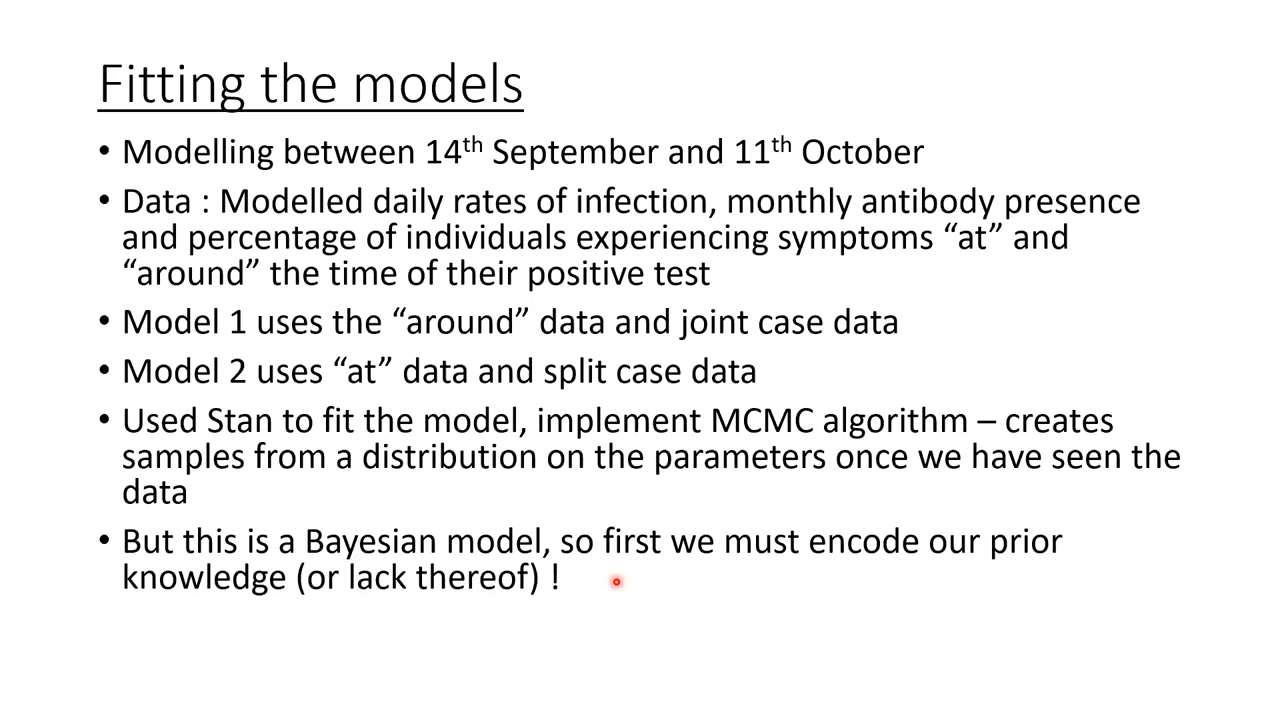 Fitting the models
• Modelling between 14th September and 11th October
• Data : Modelled daily rates of infection, monthly antibody presence
and percentage of individuals experiencing symptoms “at” and
“around” the time of their positive test
• Model 1 uses the “around” data and joint case data
• Model 2 uses “at” data and split case data
• Used Stan to fit the model, implement MCMC algorithm – creates
samples from a distribution on the parameters once we have seen the
data
• But this is a Bayesian model, so first we must encode our prior
knowledge (or lack thereof) !